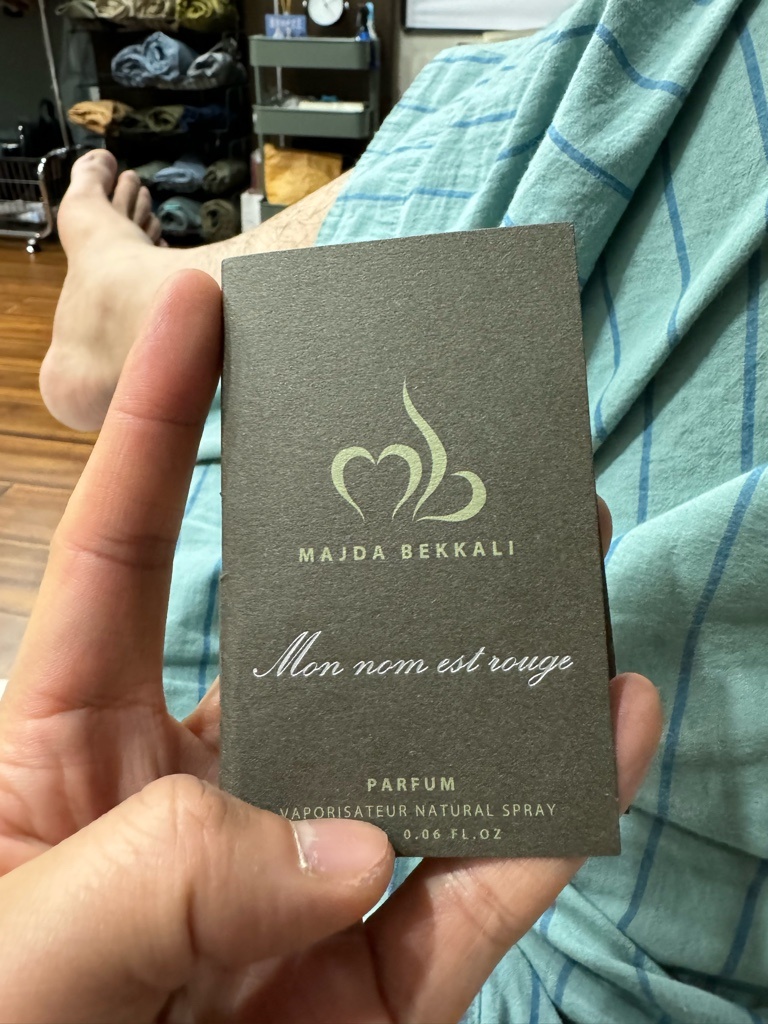 MAJDA BEKKALI
Mon nom est rouge
PARFUM
VAPORISATEUR NATURAL SPRAY
0.06 FL.OZ